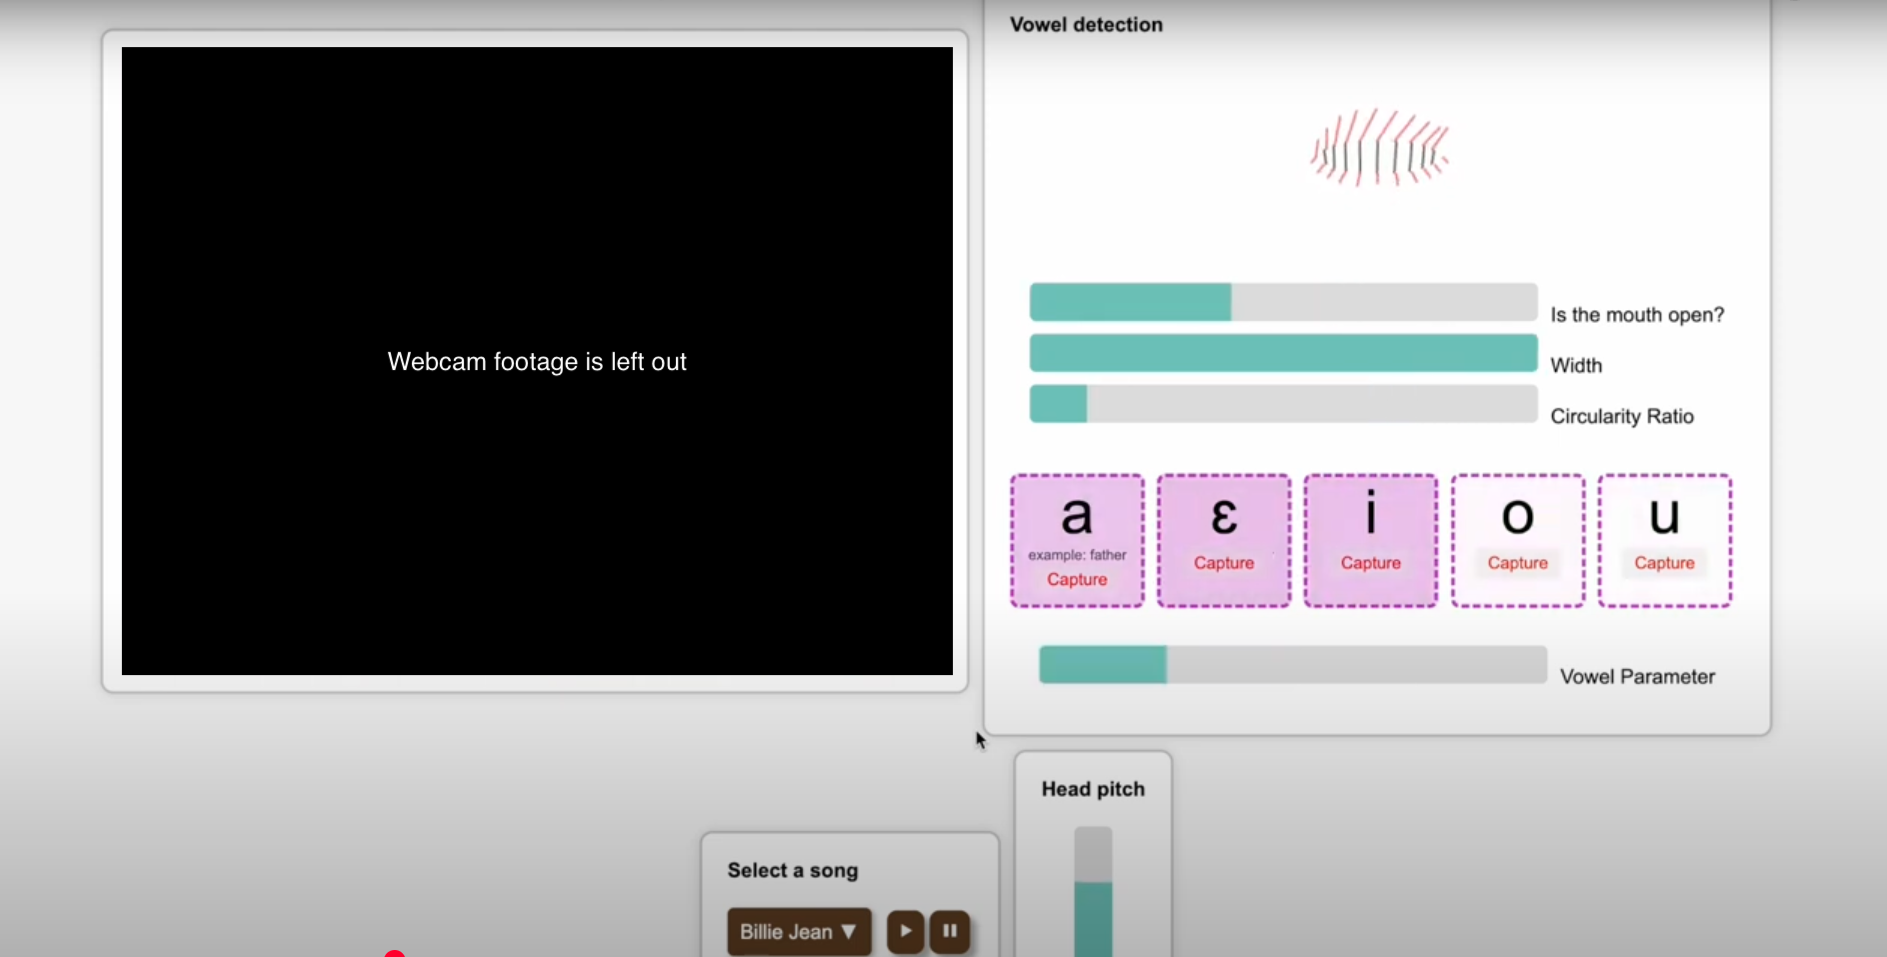 Vowel detection
Webcam footage is left out
Is the mouth open?
Width
Circularity Ratio
a
example: father
Capture
ɛ
Capture
i
Capture
o
Capture
u
Capture
Vowel Parameter
Head pitch
Select a song
Billie Jean ▼